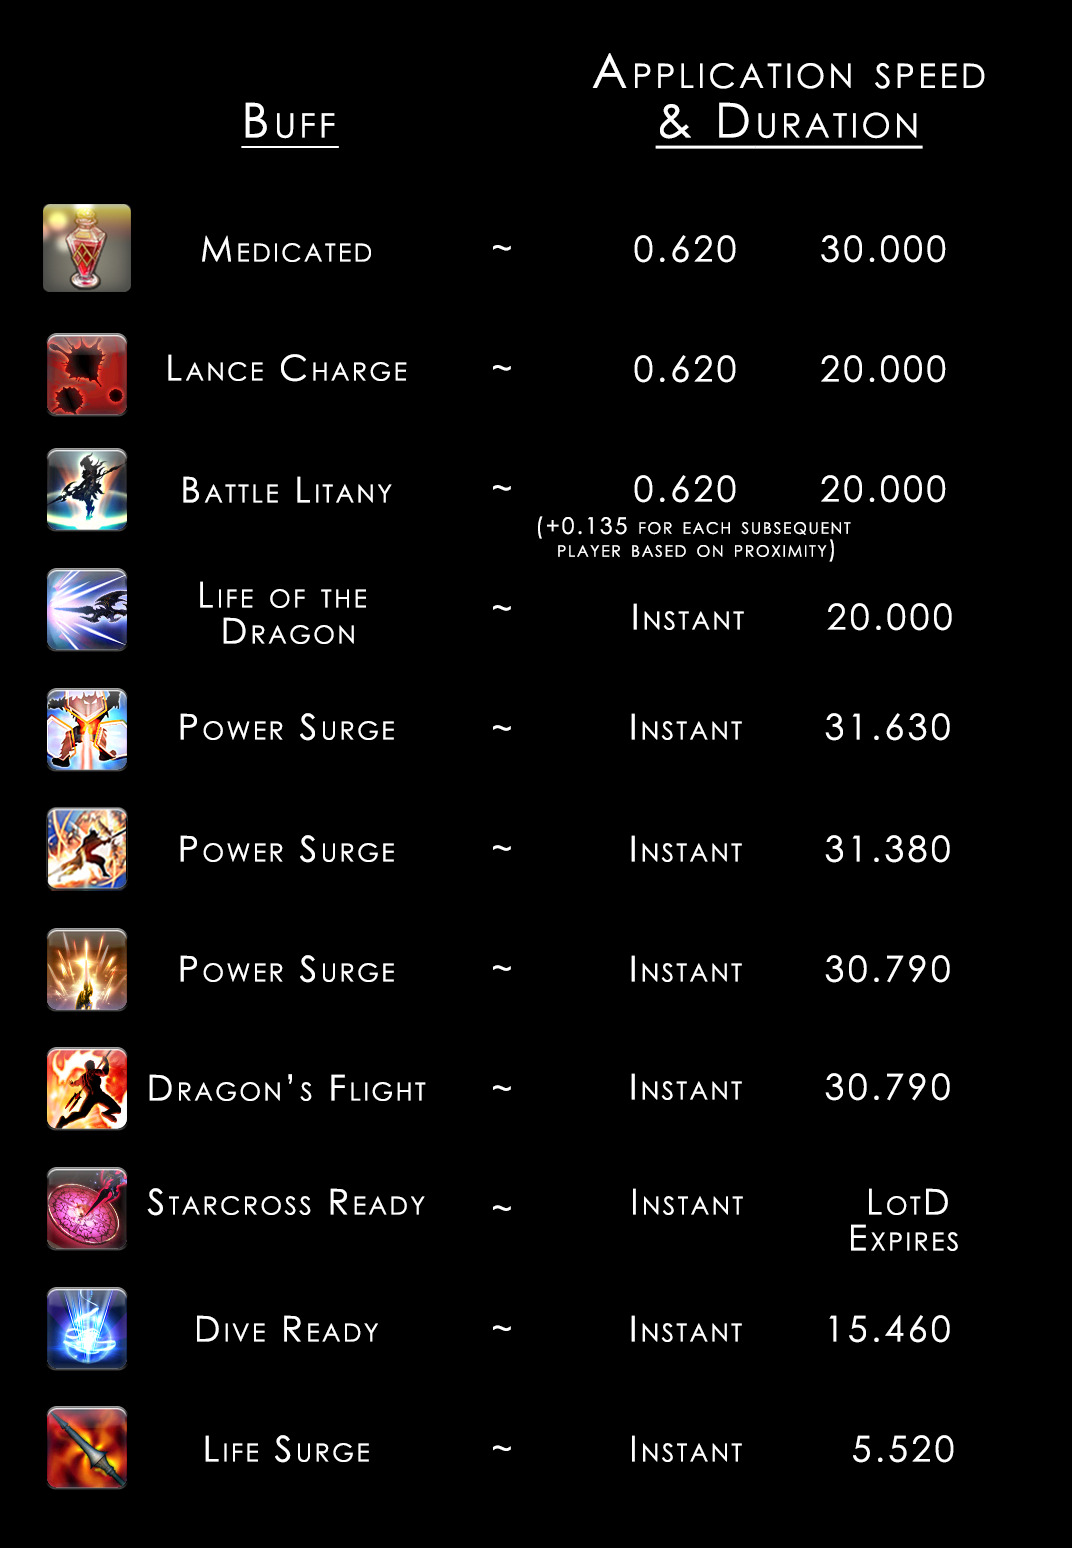 Application speed
Buff & Duration
Medicated ~ 0.620 30.000
Lance Charge ~ 0.620 20.000
Battle Litany ~ 0.620 20.000
(+0.135 for each subsequent
player based on proximity)
Life of the
Dragon ~ Instant 20.000
Power Surge ~ Instant 31.630
Power Surge ~ Instant 31.380
Power Surge ~ Instant 30.790
Dragon’s Flight ~ Instant 30.790
Starcross Ready ~ Instant LotD
Expires
Dive Ready ~ Instant 15.460
Life Surge ~ Instant 5.520